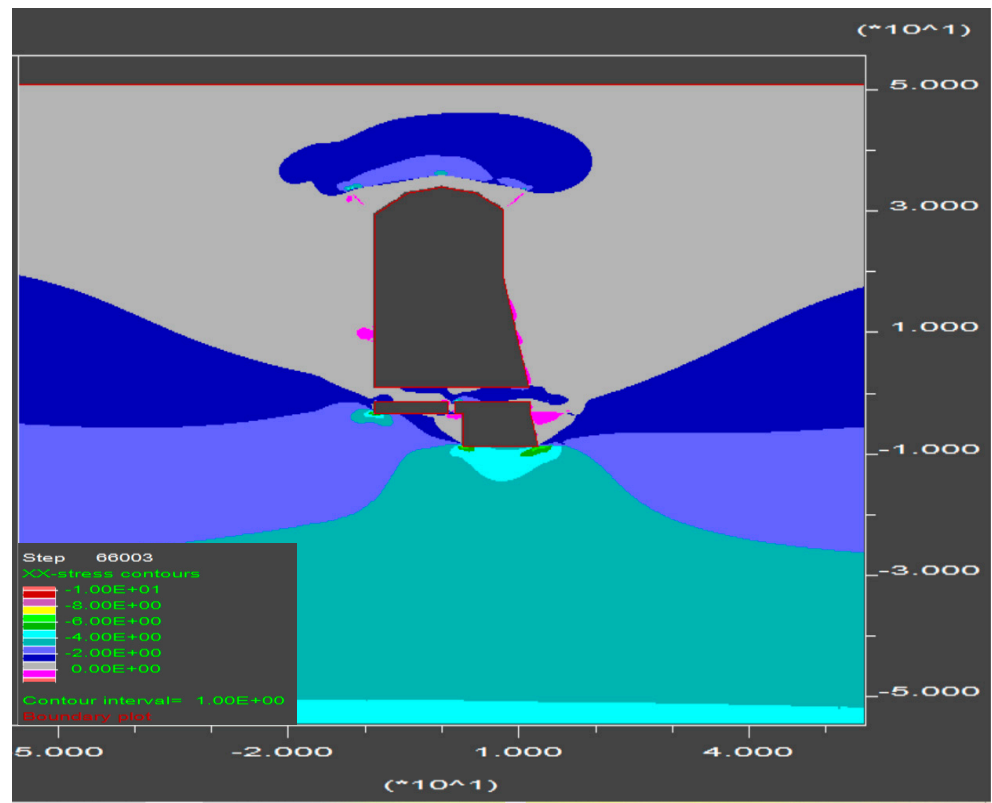 (*10^1)
5.000
3.000
1.000
-1.000
-3.000
-5.000
Step 66003
XX-stress contours
-1.00E+01
-8.00E+00
-6.00E+00
-4.00E+00
-2.00E+00
0.00E+00
Contour interval= 1.00E+00
Boundary plot
5.000 -2.000 1.000 4.000
(*10^1)